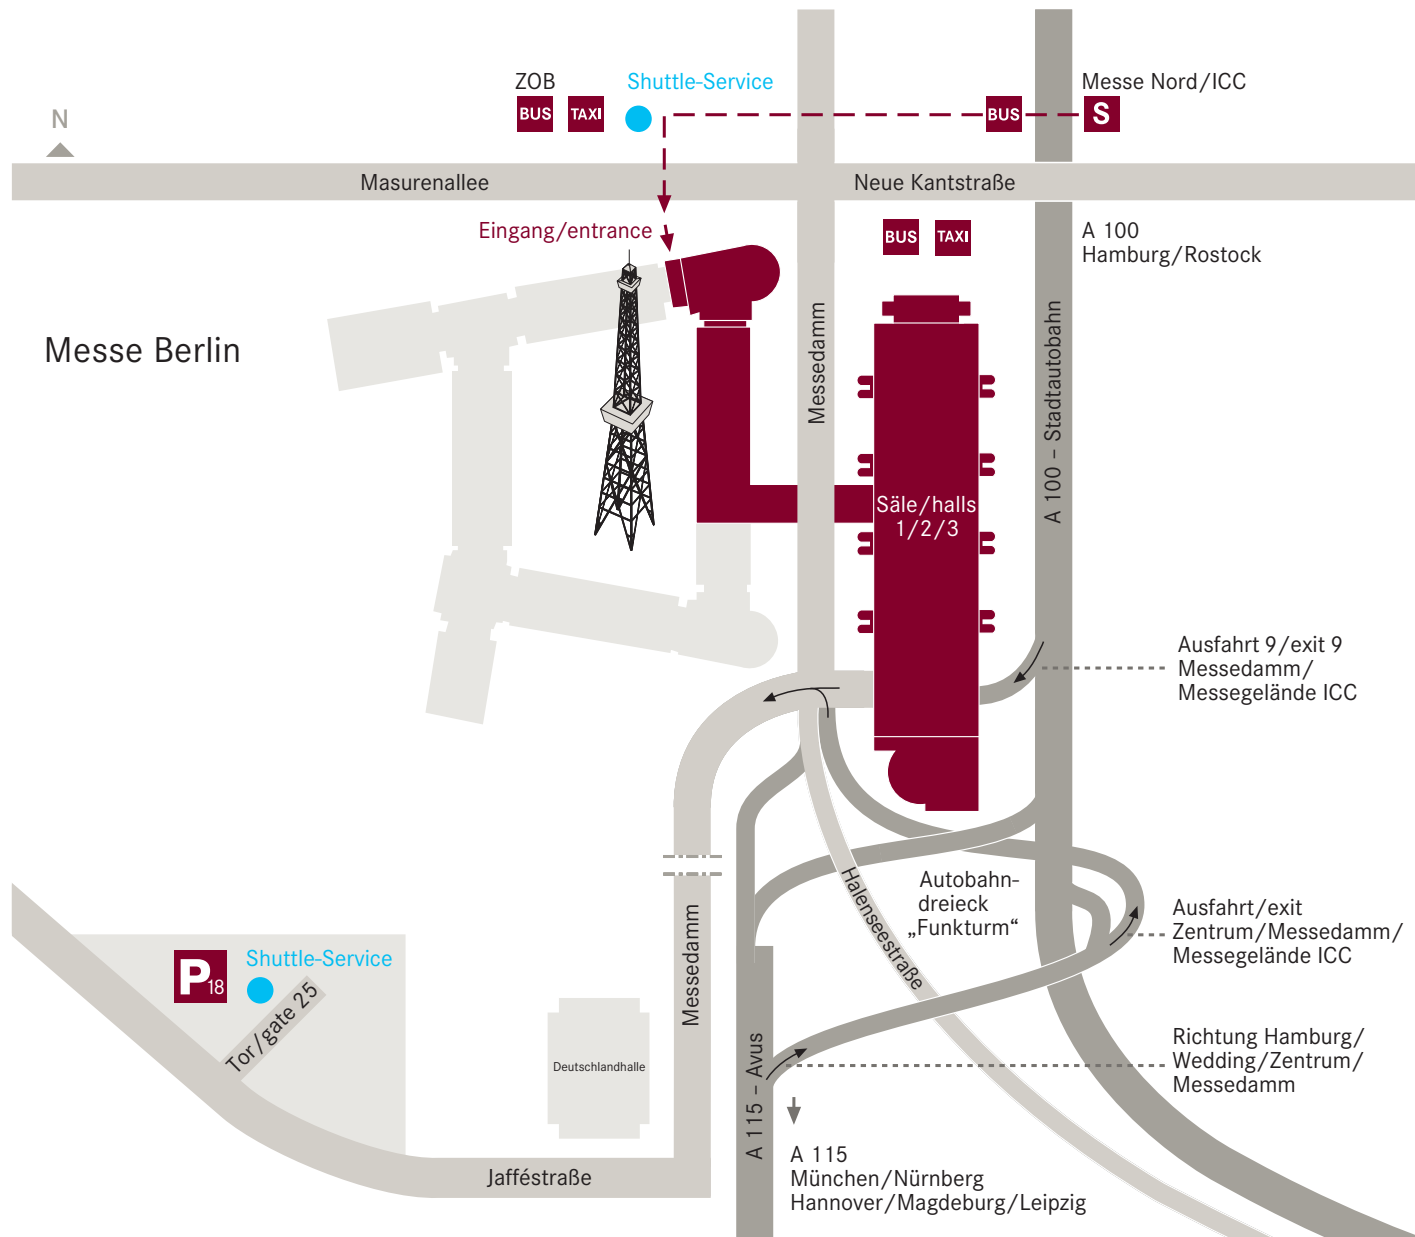 ZOB
BUS
TAXI
Shuttle-Service
Messe Nord/ICC
BUS
S
N
Masurenallee
Neue Kantstraße
Eingang/entrance
BUS
TAXI
A 100
Hamburg/Rostock
Messe Berlin
Messedamm
A 100 – Stadtautobahn
Säle/halls
1/2/3
Ausfahrt 9/exit 9
Messedamm/
Messegelände ICC
Halenseestraße
Autobahn-
dreieck
„Funkturm“
Ausfahrt/exit
Zentrum/Messedamm/
Messegelände ICC
P18
Shuttle-Service
Tor/gate 25
Messedamm
Deutschlandhalle
A 115 – Avus
Richtung Hamburg/
Wedding/Zentrum/
Messedamm
A 115
München/Nürnberg
Hannover/Magdeburg/Leipzig
Jafféstraße